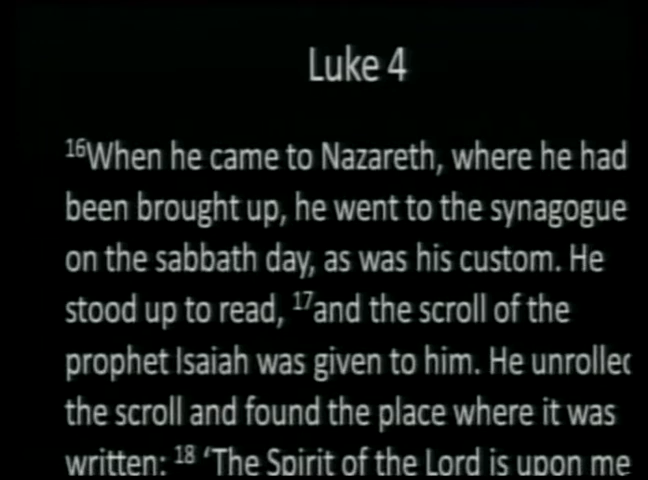 Luke 4
¹⁶When he came to Nazareth, where he had
been brought up, he went to the synagogue
on the sabbath day, as was his custom. He
stood up to read, ¹⁷and the scroll of the
prophet Isaiah was given to him. He unrolled
the scroll and found the place where it was
written: ¹⁸ ‘The Spirit of the Lord is upon me